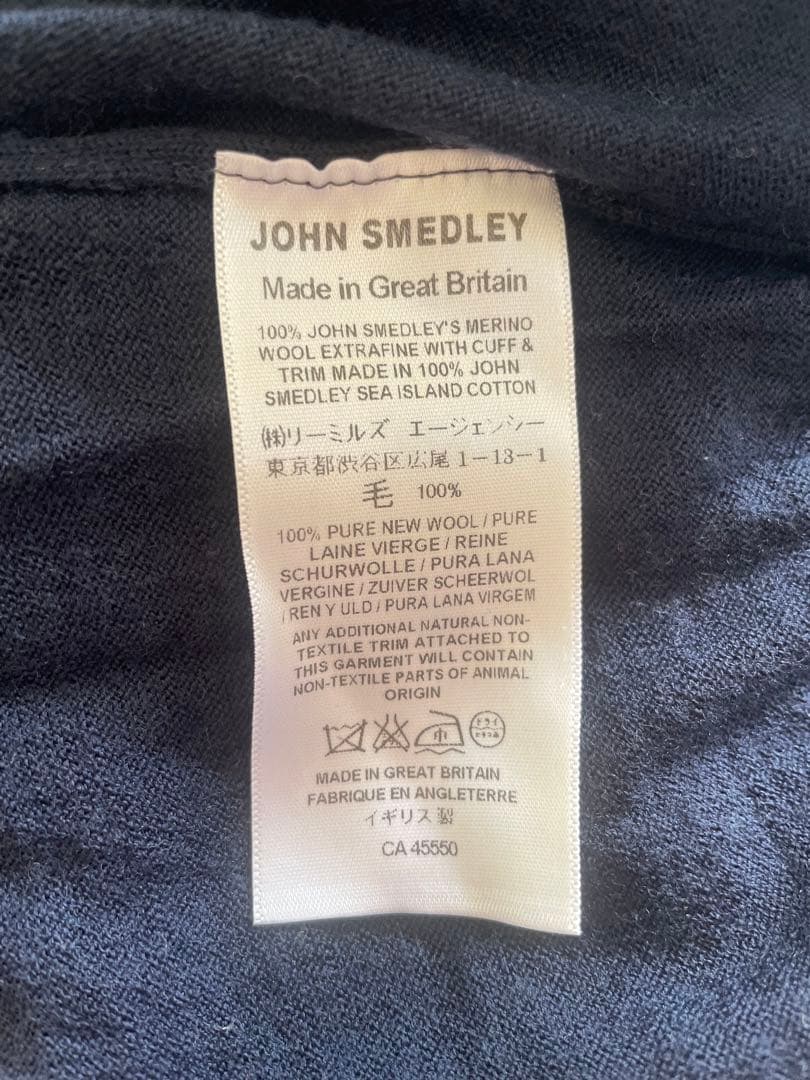 JOHN SMEDLEY
Made in Great Britain
100% JOHN SMEDLEY'S MERINO
WOOL EXTRAFINE WITH CUFF &
TRIM MADE IN 100% JOHN
SMEDLEY SEA ISLAND COTTON
㈱リーミルズ エージェンシー
東京都渋谷区広尾1-13-1
毛 100%
100% PURE NEW WOOL / PURE
LAINE VIERGE / REINE
SCHURWOLLE / PURA LANA
VERGINE / ZUIVER SCHEERWOL
/ REN Y ULD / PURA LANA VIRGEM
ANY ADDITIONAL NATURAL NON-
TEXTILE TRIM ATTACHED TO
THIS GARMENT WILL CONTAIN
NON-TEXTILE PARTS OF ANIMAL
ORIGIN
中 ドライ
MADE IN GREAT BRITAIN
FABRIQUE EN ANGLETERRE
イギリス製
CA 45550